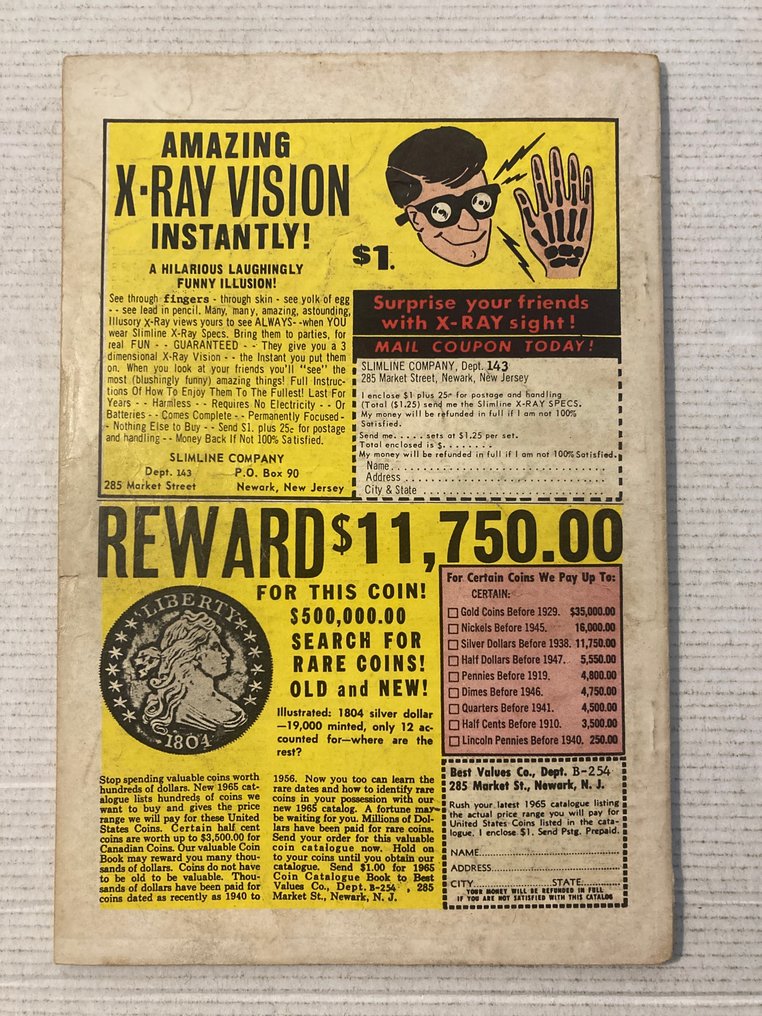 AMAZING
X-RAY VISION
INSTANTLY!
A HILARIOUS LAUGHINGLY
FUNNY ILLUSION!
See through fingers - through skin - see yolk of egg
- - see lead in pencil. Many, many, amazing, astounding,
Illusory X-Ray views yours to see ALWAYS--when YOU
wear Slimline X-Ray Specs. Bring them to parties, for
real FUN - - GUARANTEED - - They give you a 3
dimensional X-Ray Vision - - the Instant you put them
on. When you look at your friends you'll "see" the
most (blushingly funny) amazing things! Full Instruc-
tions Of How To Enjoy Them To The Fullest! Last For
Years - - Harmless - - Requires No Electricity - - Or
Batteries - - Comes Complete - - Permanently Focused-
- Nothing Else to Buy - - Send $1. plus 25c for postage
and handling - - Money Back If Not 100% Satisfied.
SLIMLINE COMPANY
Dept. 143 P.O. Box 90
285 Market Street Newark, New Jersey
$1.
Surprise your friends
with X-RAY sight!
MAIL COUPON TODAY!
SLIMLINE COMPANY, Dept. 143
285 Market Street, Newark, New Jersey
I enclose $1 plus 25¢ for postage and handling
(Total ($1.25) send me the Slimline X-RAY SPECS.
My money will be refunded in full if I am not 100%
Satisfied.
Send me..... sets at $1.25 per set.
Total enclosed is $........
My money will be refunded in full if I am not 100% Satisfied.
Name
Address
City & State
REWARD $11,750.00
FOR THIS COIN!
$500,000.00
SEARCH FOR
RARE COINS!
OLD and NEW!
LIBERTY
1804
Illustrated: 1804 silver dollar
—19,000 minted, only 12 ac-
counted for—where are the
rest?
Stop spending valuable coins worth
hundreds of dollars. New 1965 cat-
alogue lists hundreds of coins we
want to buy and gives the price
range we will pay for these United
States Coins. Certain half cent
coins are worth up to $3,500.00 for
Canadian Coins. Our valuable Coin
Book may reward you many thou-
sands of dollars. Coins do not have
to be old to be valuable. Thou-
sands of dollars have been paid for
coins dated as recently as 1940 to
1956. Now you too can learn the
rare dates and how to identify rare
coins in your possession with our
new 1965 catalog. A fortune may
be waiting for you. Millions of Dol-
lars have been paid for rare coins.
Send your order for this valuable
coin catalogue now. Hold on
to your coins until you obtain our
catalogue. Send $1.00 for 1965
Coin Catalogue Book to Best
Values Co., Dept. B-254 , 285
Market St., Newark, N. J.
For Certain Coins We Pay Up To:
CERTAIN:
Gold Coins Before 1929. $35,000.00
Nickels Before 1945. 16,000.00
Silver Dollars Before 1938. 11,750.00
Half Dollars Before 1947. 5,550.00
Pennies Before 1919. 4,800.00
Dimes Before 1946. 4,750.00
Quarters Before 1941. 4,500.00
Half Cents Before 1910. 3,500.00
Lincoln Pennies Before 1940. 250.00
Best Values Co., Dept. B-254
285 Market St., Newark, N. J.
Rush your latest 1965 catalogue listing
the actual price range you will pay for
United States Coins listed in the cata-
logue. I enclose $1. Send Pstg. Prepaid.
NAME
ADDRESS
CITY STATE
YOUR MONEY WILL BE REFUNDED IN FULL
IF YOU ARE NOT SATISFIED WITH THIS CATALOG